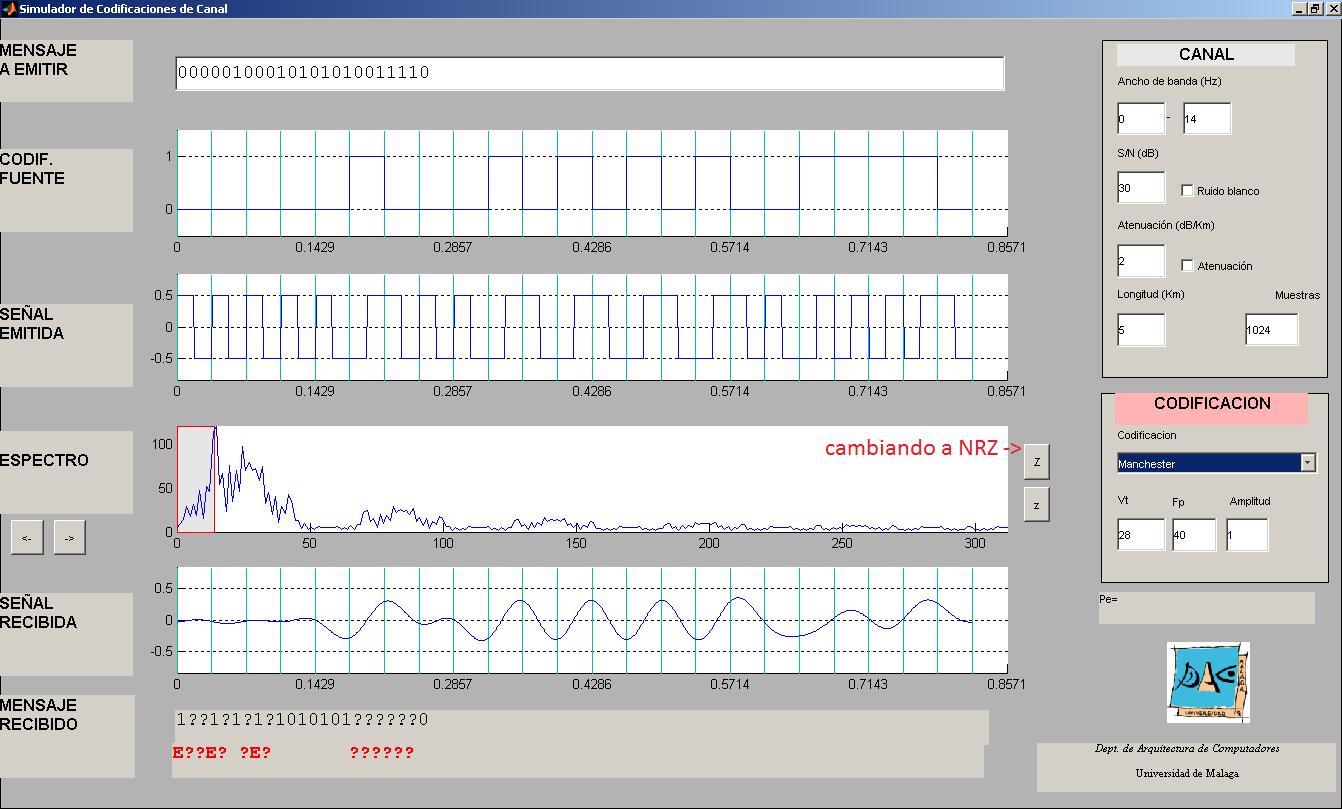 Simulador de Codificaciones de Canal
MENSAJE
A EMITIR
00000100010101010011110
CODIF.
FUENTE
1
0
0 0.1429 0.2857 0.4286 0.5714 0.7143 0.8571
SEÑAL
EMITIDA
0.5
0
-0.5
0 0.1429 0.2857 0.4286 0.5714 0.7143 0.8571
ESPECTRO
<- ->
100
50
0
0 50 100 150 200 250 300
cambiando a NRZ ->
Z
z
SEÑAL
RECIBIDA
0.5
0
-0.5
0 0.1429 0.2857 0.4286 0.5714 0.7143 0.8571
MENSAJE
RECIBIDO
1??1?1?1?1010101??????0
E??E? ?E? ??????
CANAL
Ancho de banda (Hz)
0 - 14
S/N (dB)
30 Ruido blanco
Atenuación (dB/Km)
2 Atenuación
Longitud (Km) Muestras
5 1024
CODIFICACION
Codificacion
Manchester
Vt Fp Amplitud
28 40 1
Pe=
DAC
MALAGA
UNIVERSIDAD
Dept. de Arquitectura de Computadores
Universidad de Malaga